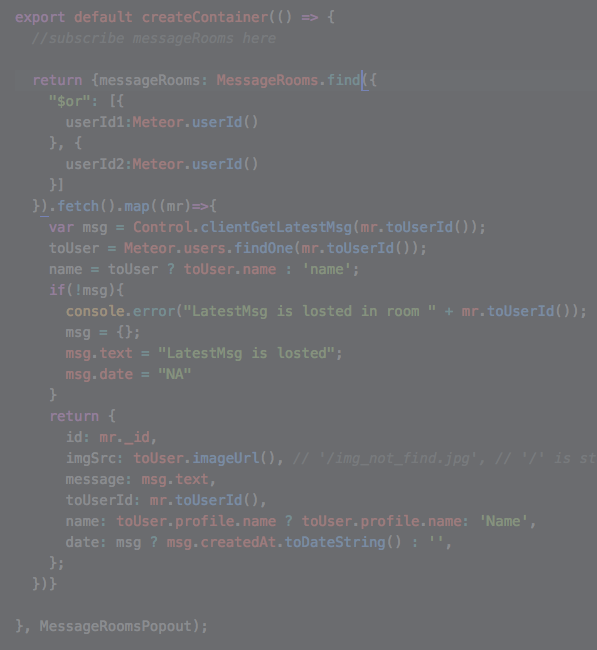 export default createContainer(() => {
//subscribe messageRooms here
return {messageRooms: MessageRooms.find({
"$or": [{
userId1:Meteor.userId()
}, {
userId2:Meteor.userId()
}]
}).fetch().map((mr)=>{
var msg = Control.clientGetLatestMsg(mr.toUserId());
toUser = Meteor.users.findOne(mr.toUserId());
name = toUser ? toUser.name : 'name';
if(!msg){
console.error("LatestMsg is losted in room " + mr.toUserId());
msg = {};
msg.text = "LatestMsg is losted";
msg.date = "NA"
}
return {
id: mr._id,
imgSrc: toUser.imageUrl(), // '/img_not_find.jpg', // '/' is st
message: msg.text,
toUserId: mr.toUserId(),
name: toUser.profile.name ? toUser.profile.name: 'Name',
date: msg ? msg.createdAt.toDateString() : '',
};
})}
}, MessageRoomsPopout);